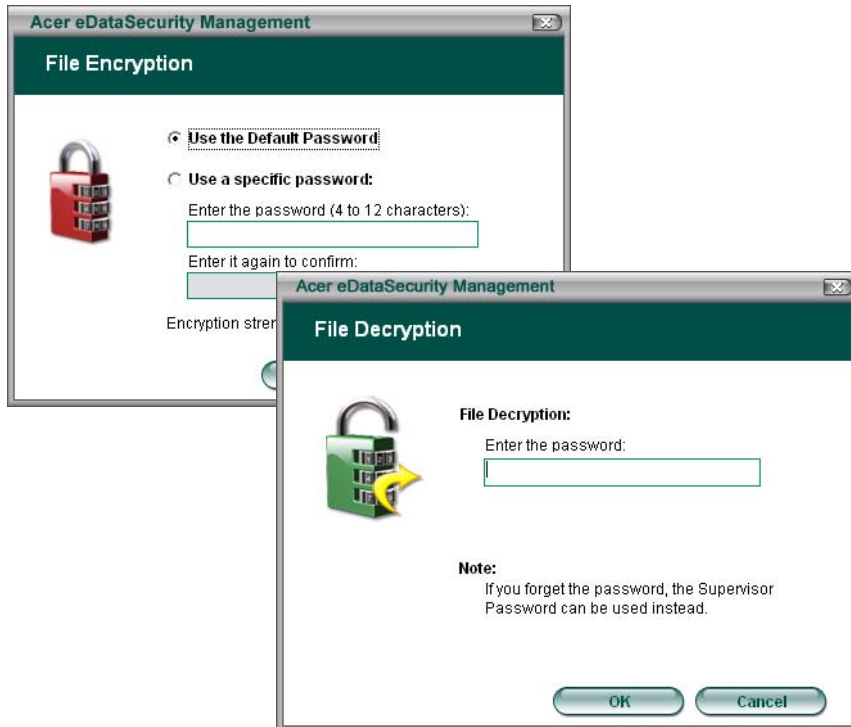 Acer eDataSecurity Management
File Encryption
Use the Default Password
Use a specific password:
Enter the password (4 to 12 characters):
Enter it again to confirm:
Encryption
Acer eDataSecurity Management
File Decryption
File Decryption:
Enter the password:
Note:
If you forget the password, the Supervisor
Password can be used instead.
OK
Cancel